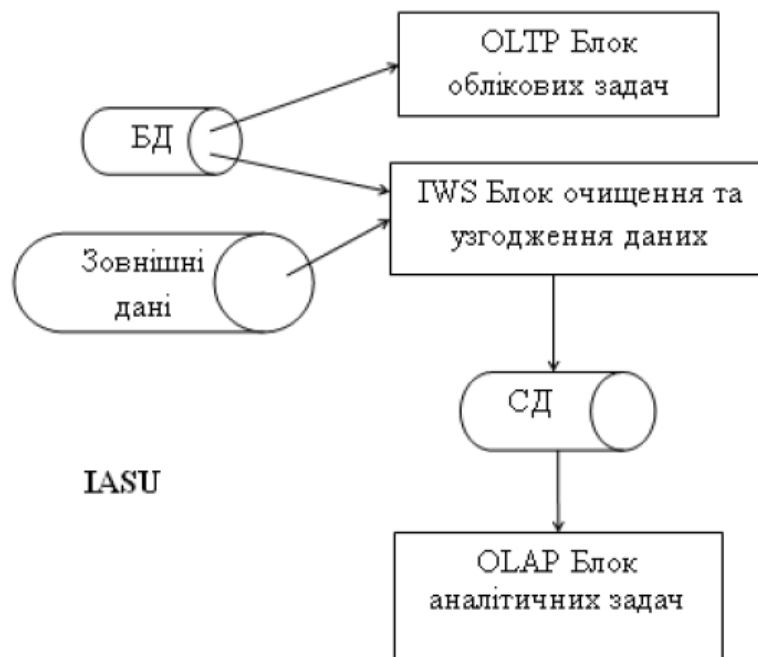 OLTP Блок
облікових задач
БД
IWS Блок очищення та
узгодження даних
Зовнішні
дані
СД
IASU
OLAP Блок
аналітичних задач